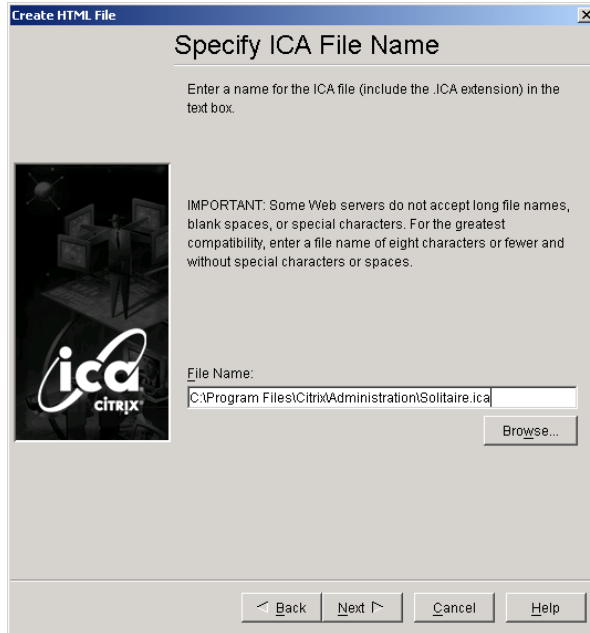 Create HTML File
Specify ICA File Name
Enter a name for the ICA file (include the .ICA extension) in the
text box.
IMPORTANT: Some Web servers do not accept long file names,
blank spaces, or special characters. For the greatest
compatibility, enter a file name of eight characters or fewer and
without special characters or spaces.
ica
CITRIX®
File Name:
C:\Program Files\Citrix\Administration\Solitaire.ica
Browse...
Back
Next
Cancel
Help